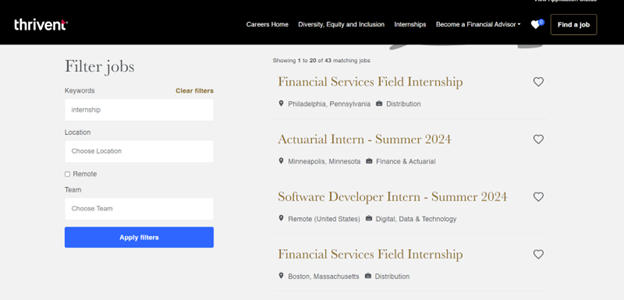 View Application Status
thrivent
Careers Home Diversity, Equity and Inclusion Internships Become a Financial Advisor Find a job
Filter jobs
Keywords Clear filters
internship
Location
Choose Location
Remote
Team
Choose Team
Apply filters
Showing 1 to 20 of 43 matching jobs
Financial Services Field Internship
Philadelphia, Pennsylvania Distribution
Actuarial Intern - Summer 2024
Minneapolis, Minnesota Finance & Actuarial
Software Developer Intern - Summer 2024
Remote (United States) Digital, Data & Technology
Financial Services Field Internship
Boston, Massachusetts Distribution